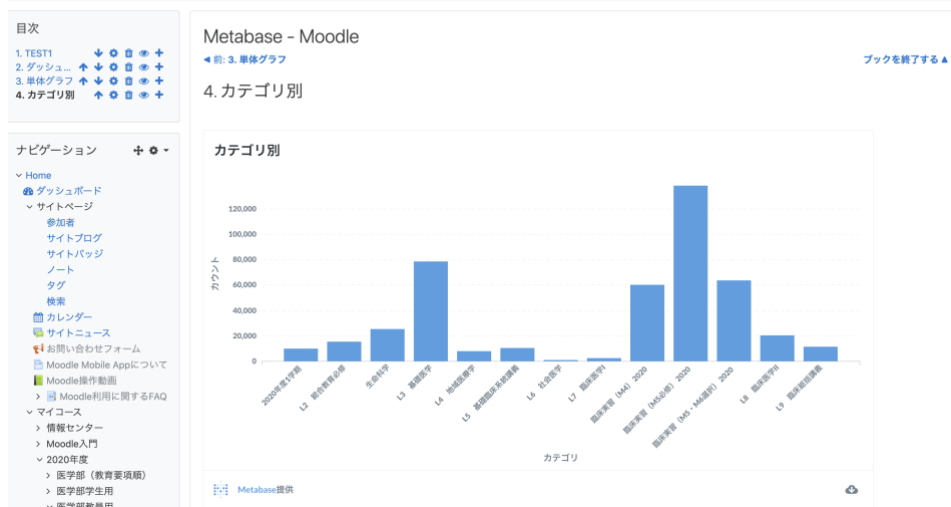 目次
1. TEST1
2. ダッシュ...
3. 単体グラフ
4. カテゴリ別
ナビゲーション
Home
ダッシュボード
サイトページ
参加者
サイトブログ
サイトバッジ
ノート
タグ
検索
カレンダー
サイトニュース
お問い合わせフォーム
Moodle Mobile Appについて
Moodle操作動画
Moodle利用に関するFAQ
マイコース
情報センター
Moodle入門
2020年度
医学部（教育要項順）
医学部学生用
医学部教員用
Metabase - Moodle
◀ 前: 3. 単体グラフ
ブックを終了する ▲
4. カテゴリ別
カテゴリ別
120,000
100,000
80,000
60,000
40,000
20,000
0
カウント
2020年度1学期
L2 総合教育必修
生命科学
L3 基礎医学
L4 地域医療学
L5 基礎臨床系統講義
L6 社会医学
L7 臨床医学I
臨床実習（M4）2020
臨床実習（M5必修）2020
臨床実習（M5・M6選択）2020
L8 臨床医学II
L9 臨床総括講義
カテゴリ
Metabase提供